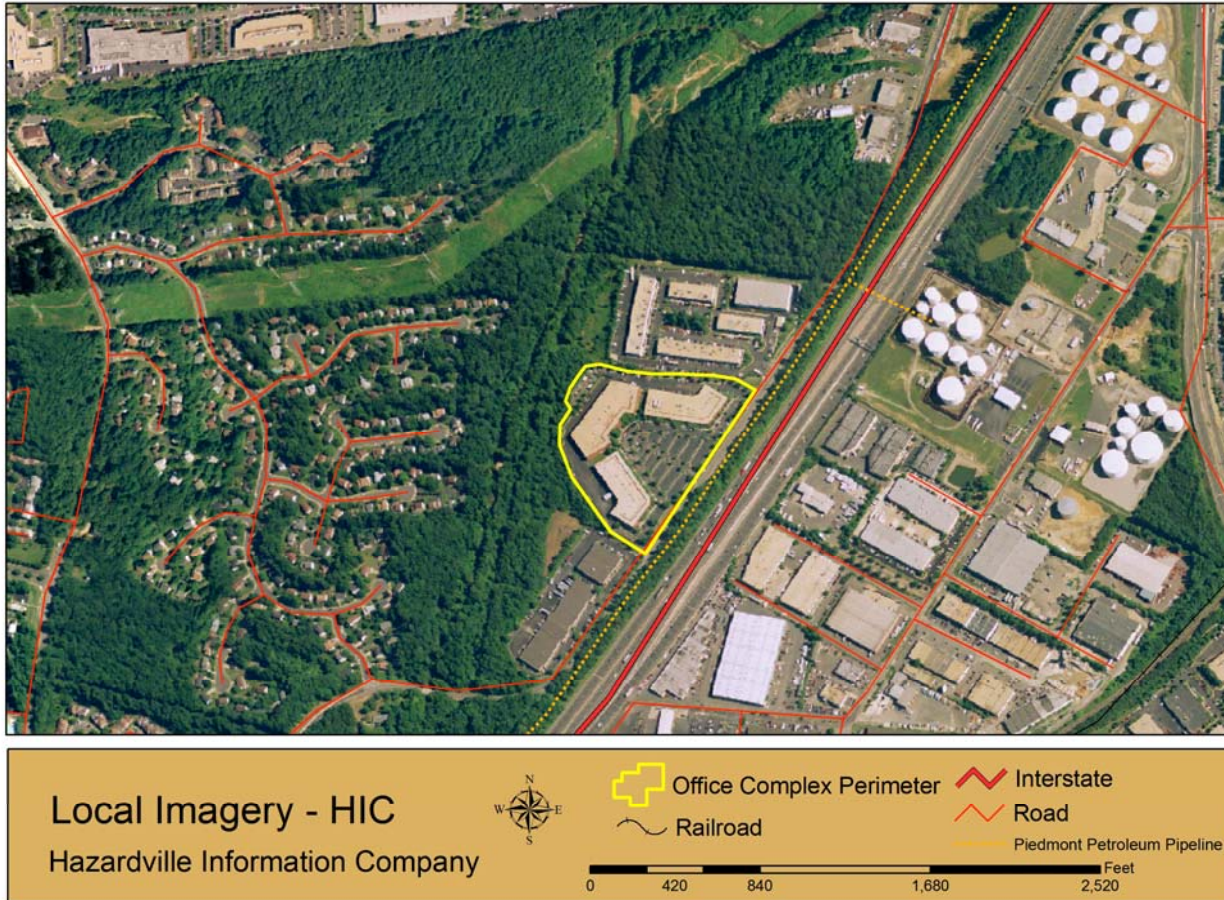 Local Imagery - HIC
Hazardville Information Company
N
W E
S
Office Complex Perimeter
Railroad
Interstate
Road
Piedmont Petroleum Pipeline
Feet
0 420 840 1,680 2,520